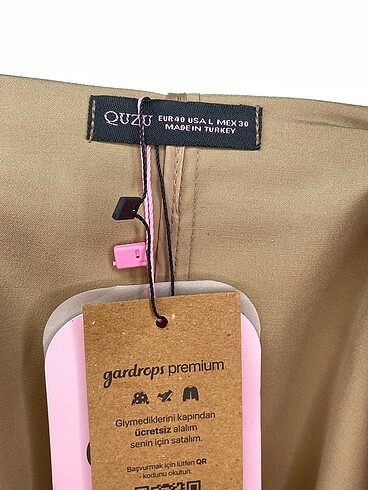 QUZU EUR 40 USA L MEX 30
MADE IN TURKEY
gardrops premium
Giymediklerini kapından
ücretsiz alalım
senin için satalım.
Başvurmak için lütfen QR
- kodunu okutun.